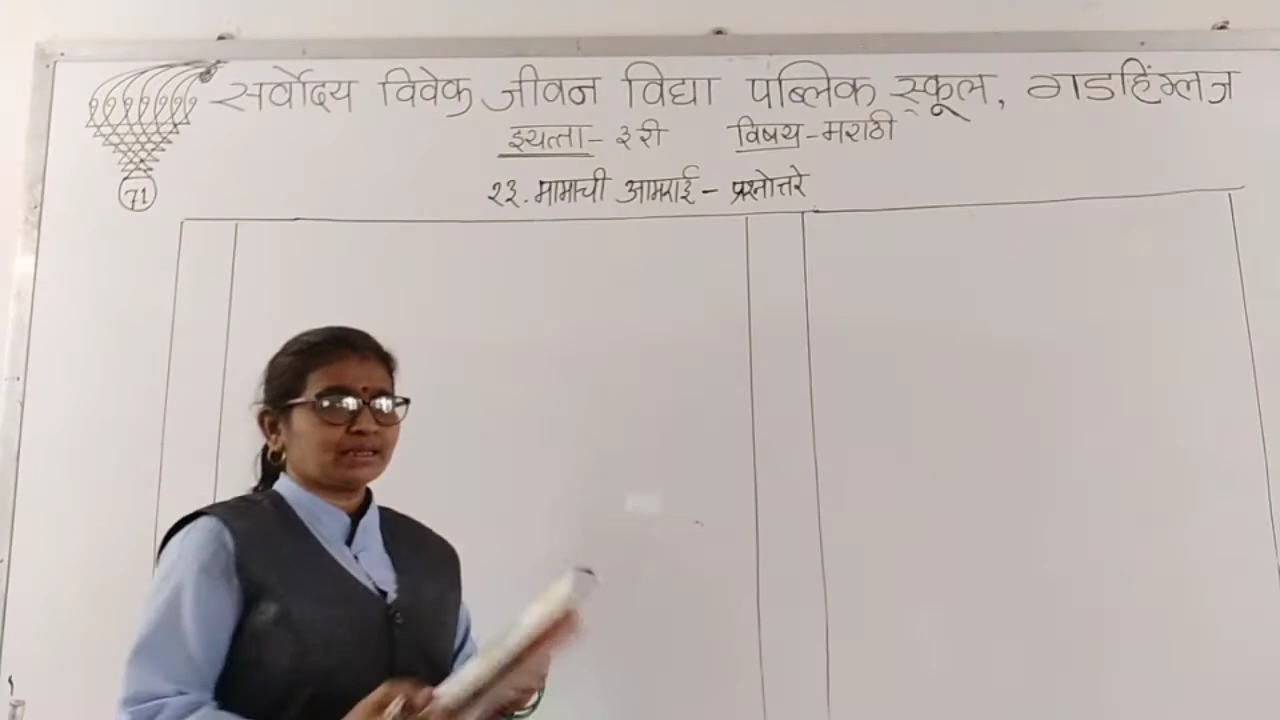 सर्वोदय विवेक जीवन विद्या पब्लिक स्कूल, गडहिंग्लज
इयत्ता - ३री विषय - मराठी
71
२३. मामाची आमराई - प्रश्नोत्तरे